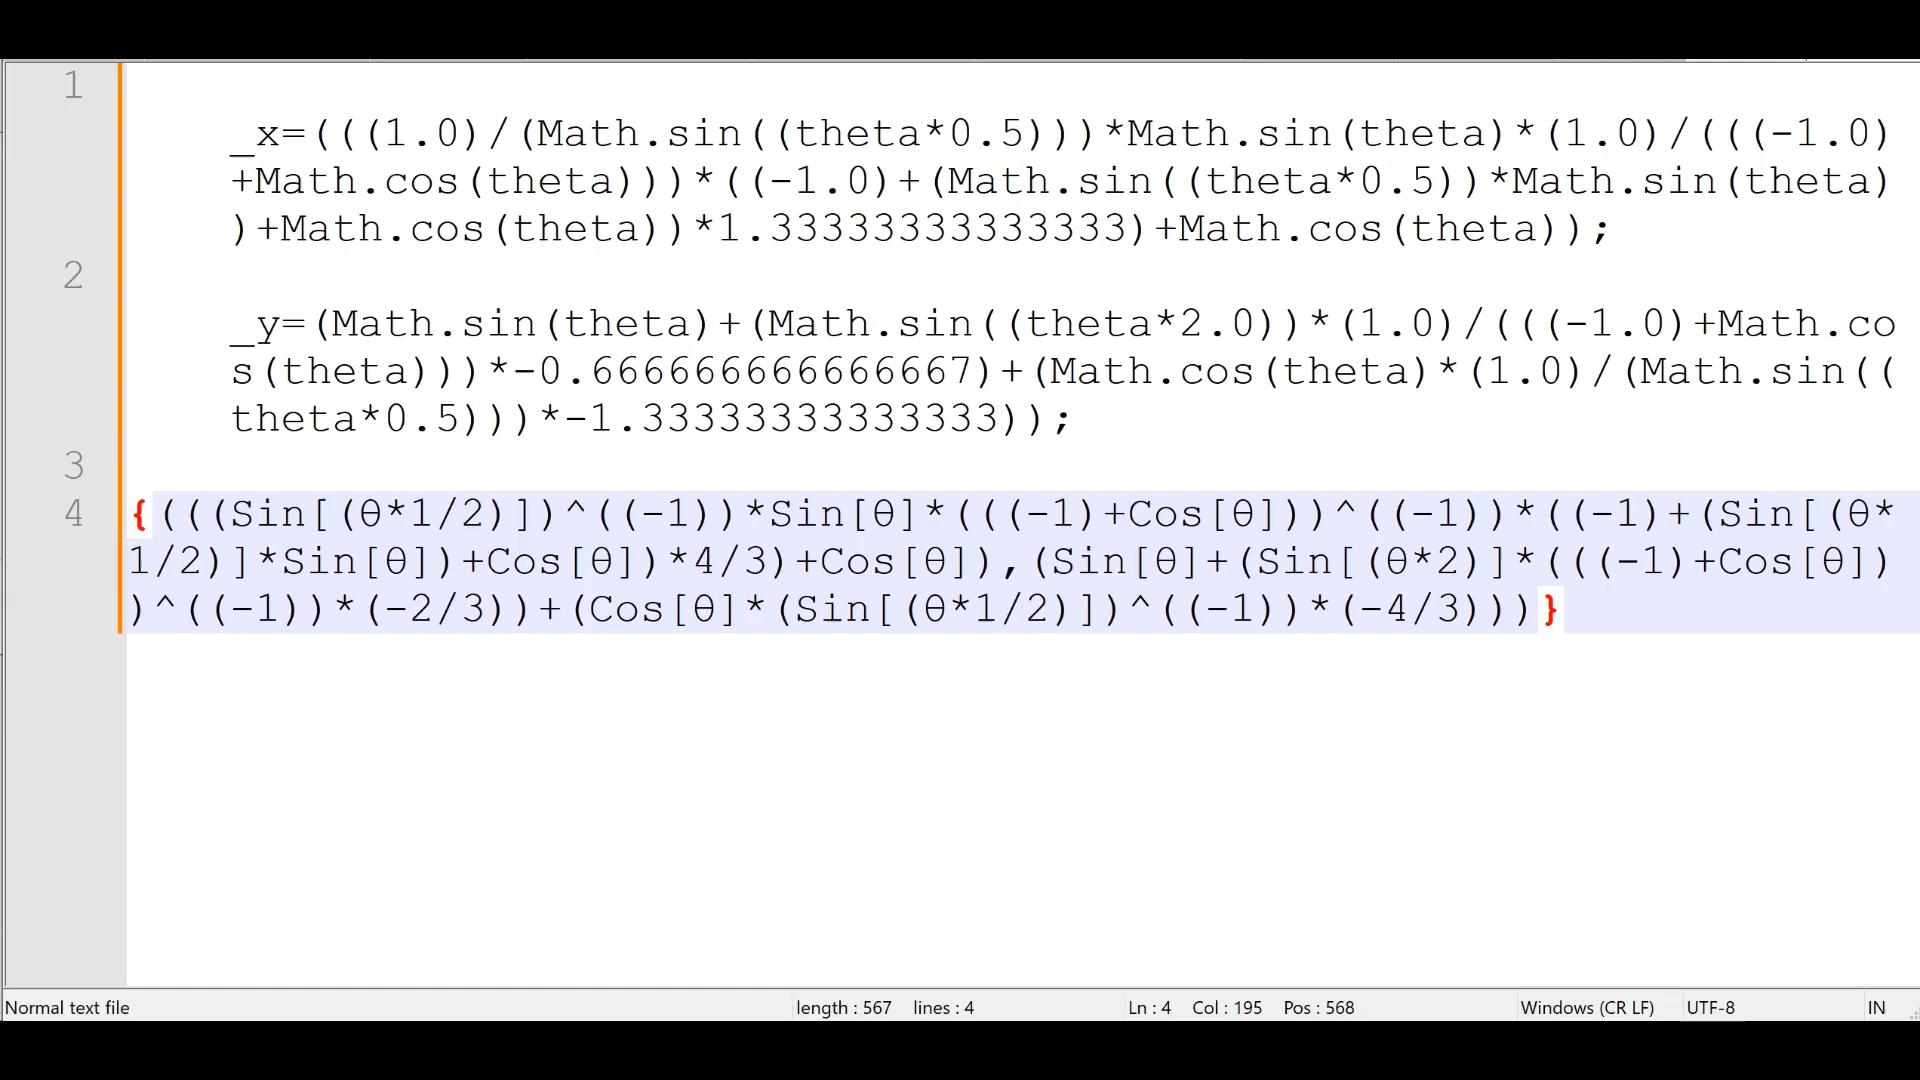 1
_x=(((1.0)/(Math.sin((theta*0.5)))*Math.sin(theta)*(1.0)/(((-1.0)
+Math.cos(theta)))*((-1.0)+(Math.sin((theta*0.5))*Math.sin(theta)
)+Math.cos(theta))*1.33333333333333)+Math.cos(theta));
2
_y=(Math.sin(theta)+(Math.sin((theta*2.0))*(1.0)/(((-1.0)+Math.co
s(theta)))*-0.666666666666667)+(Math.cos(theta)*(1.0)/(Math.sin((
theta*0.5)))*-1.33333333333333));
3
4
{(((Sin[(θ*1/2)])^((-1))*Sin[θ]*(((-1)+Cos[θ]))^((-1))*((-1)+(Sin[(θ*
1/2)]*Sin[θ])+Cos[θ])*4/3)+Cos[θ]),(Sin[θ]+(Sin[(θ*2)]*(((-1)+Cos[θ])
)^((-1))*(-2/3))+(Cos[θ]*(Sin[(θ*1/2)])^((-1))*(-4/3)))}
Normal text file length : 567 lines : 4 Ln : 4 Col : 195 Pos : 568 Windows (CR LF) UTF-8 IN